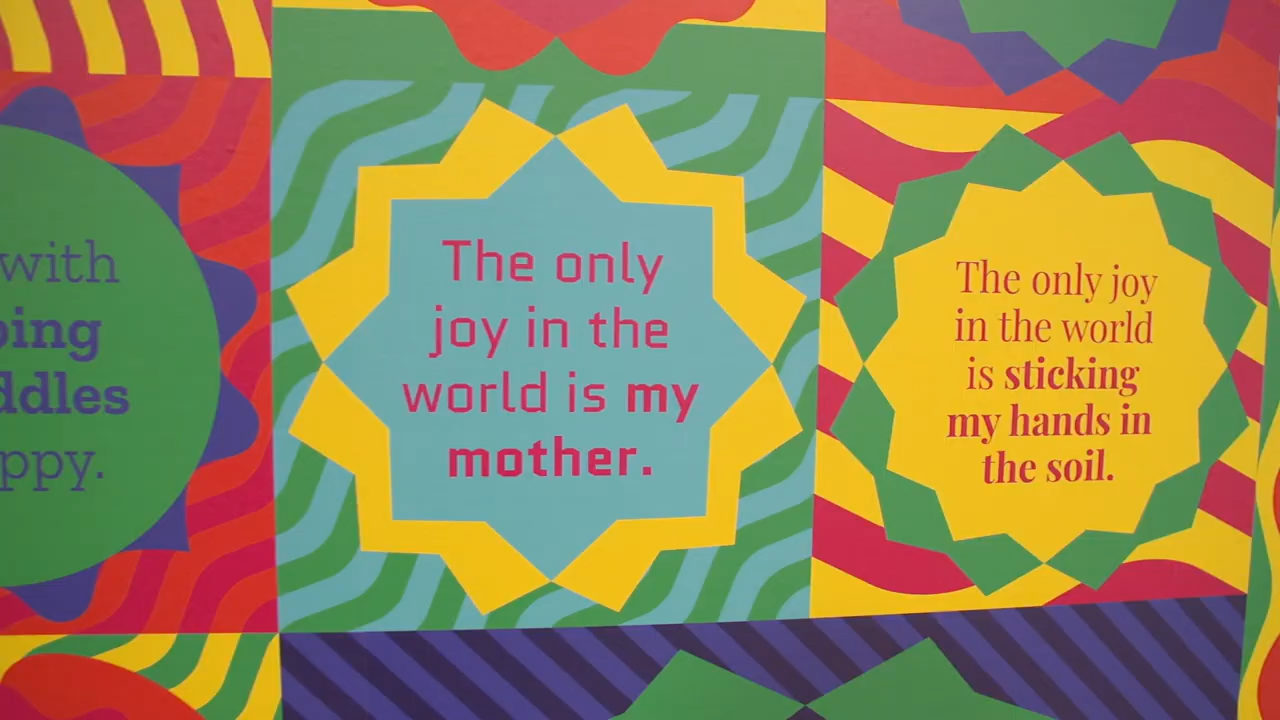 with
ppy.
The only
joy in the
world is my
mother.
The only joy
in the world
is sticking
my hands in
the soil.